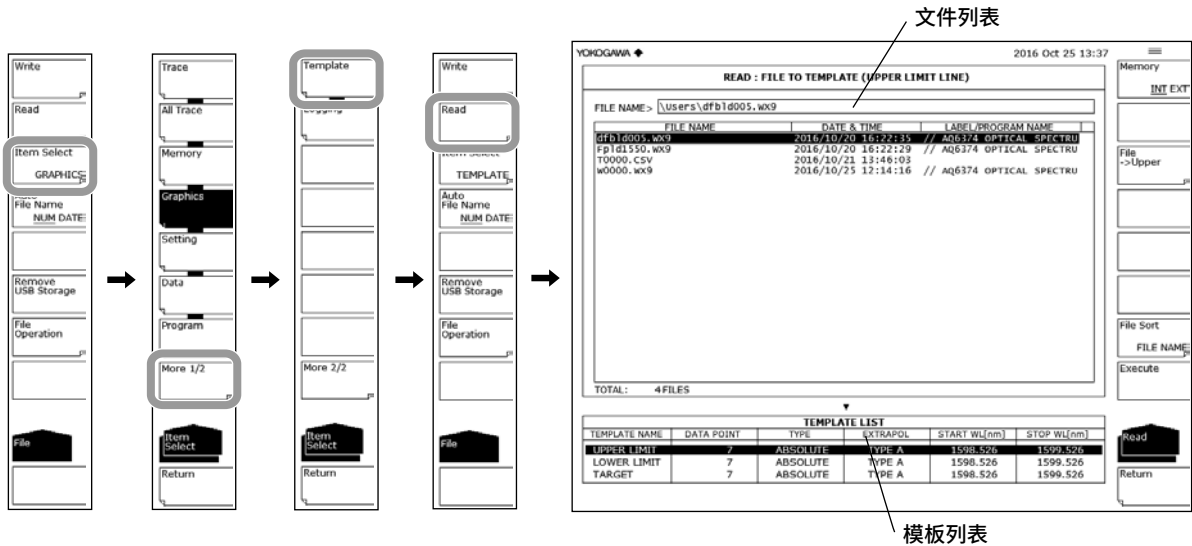 文件列表
Write
Read
Item Select
GRAPHICS
Auto
File Name
NUM DATE
Remove
USB Storage
File
Operation
File
Trace
All Trace
Memory
Graphics
Setting
Data
Program
More 1/2
Item
Select
Return
Template
Logging
More 2/2
Item
Select
Return
Write
Read
Item Select
TEMPLATE
Auto
File Name
NUM DATE
Remove
USB Storage
File
Operation
File
YOKOGAWA
2016 Oct 25 13:37
READ : FILE TO TEMPLATE (UPPER LIMIT LINE)
FILE NAME> \Users\dfbld005.WX9
FILE NAME DATE & TIME LABEL/PROGRAM NAME
dfbld005.WX9 2016/10/20 16:22:35 // AQ6374 OPTICAL SPECTRU
Fpld1550.WX9 2016/10/20 16:22:29 // AQ6374 OPTICAL SPECTRU
T0000.CSV 2016/10/21 13:46:03
W0000.WX9 2016/10/25 12:14:16 // AQ6374 OPTICAL SPECTRU
TOTAL: 4FILES
TEMPLATE LIST
TEMPLATE NAME DATA POINT TYPE EXTRAPOL START WL[nm] STOP WL[nm]
UPPER LIMIT 7 ABSOLUTE TYPE A 1598.526 1599.526
LOWER LIMIT 7 ABSOLUTE TYPE A 1598.526 1599.526
TARGET 7 ABSOLUTE TYPE A 1598.526 1599.526
Memory
INT EXT
File
->Upper
File Sort
FILE NAME
Execute
Read
Return
模板列表